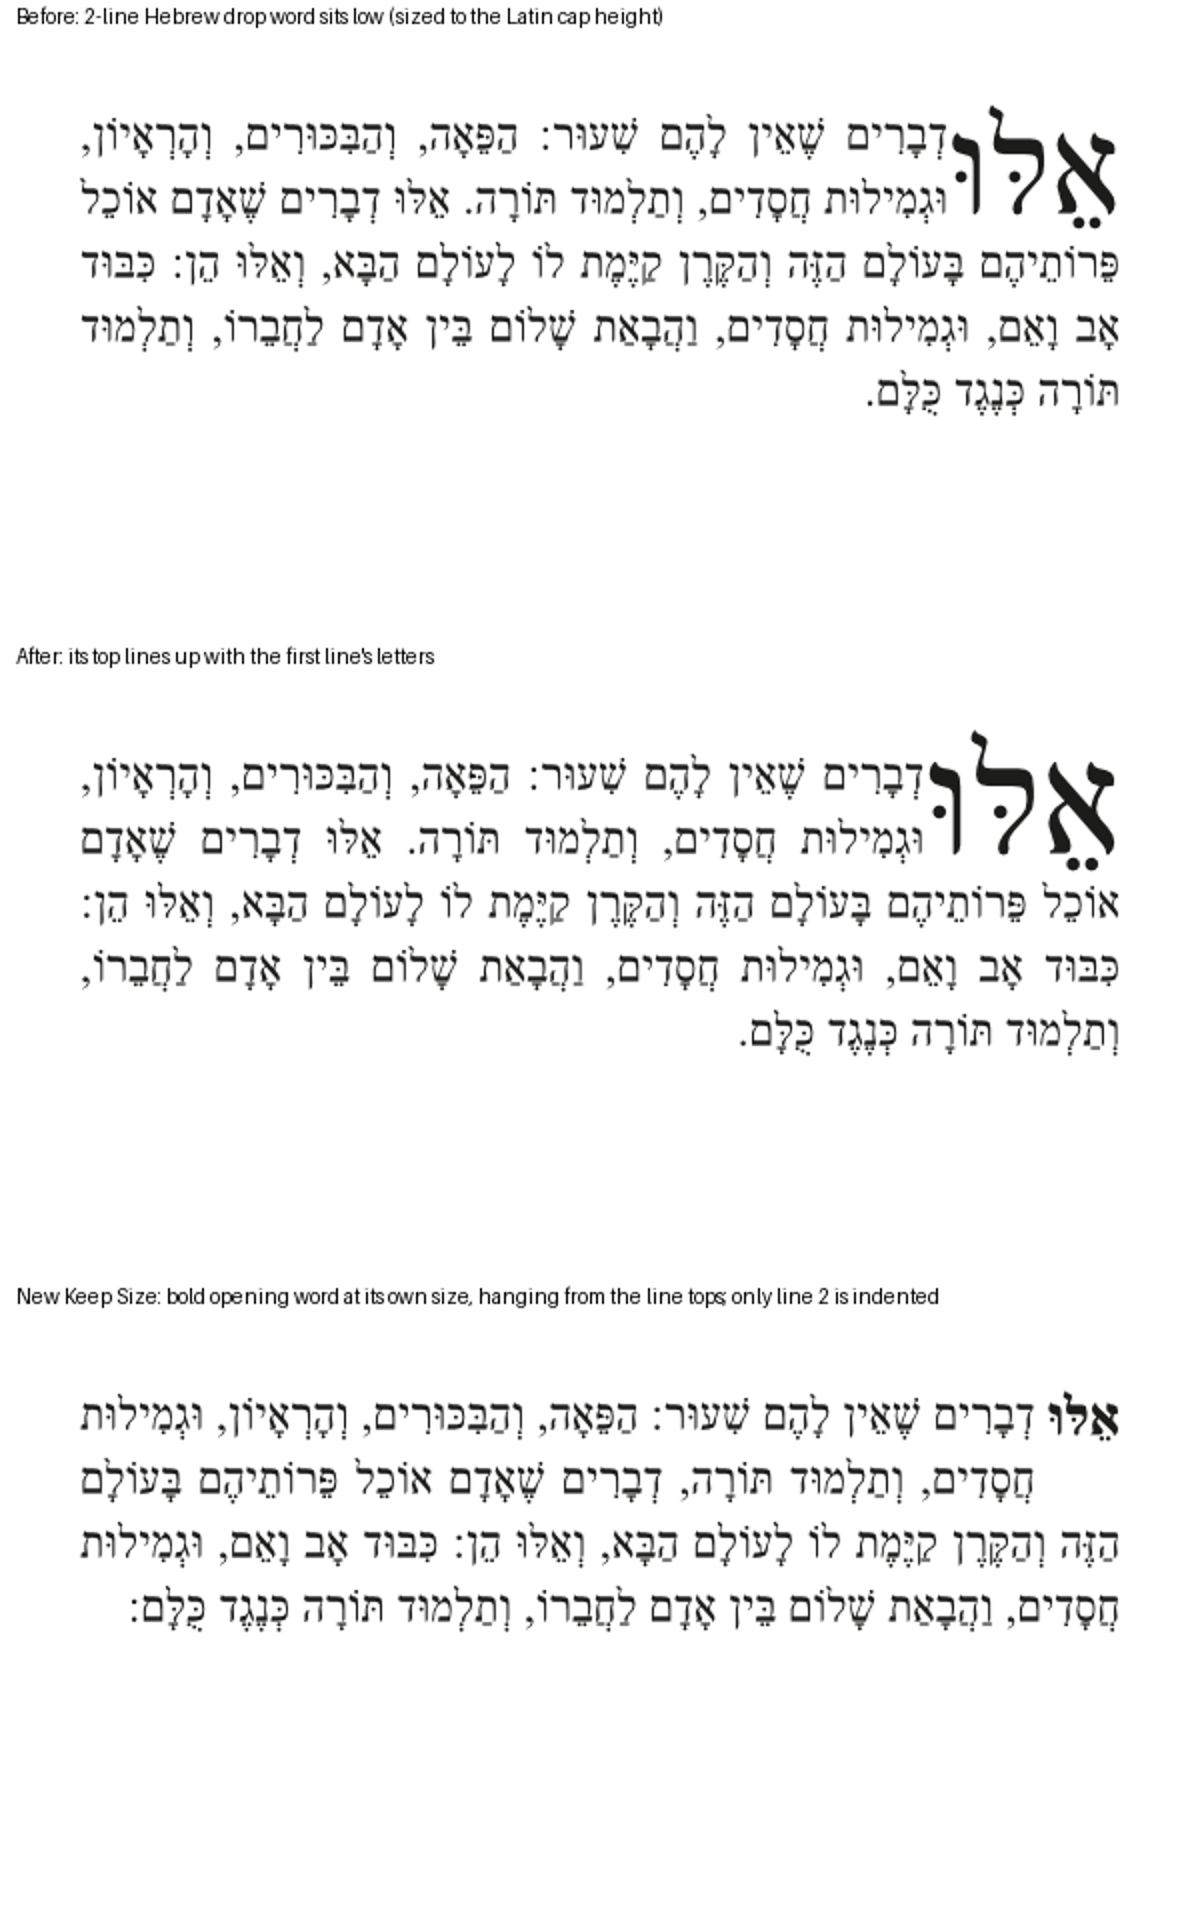 Before: 2-line Hebrew drop word sits low (sized to the Latin cap height)
אֵלּוּ דְבָרִים שֶׁאֵין לָהֶם שִׁעוּר: הַפֵּאָה, וְהַבִּכּוּרִים, וְהָרְאָיוֹן,
וּגְמִילוּת חֲסָדִים, וְתַלְמוּד תּוֹרָה. אֵלּוּ דְבָרִים שֶׁאָדָם אוֹכֵל
פֵּרוֹתֵיהֶם בָּעוֹלָם הַזֶּה וְהַקֶּרֶן קַיֶּמֶת לוֹ לָעוֹלָם הַבָּא, וְאֵלּוּ הֵן: כִּבּוּד
אָב וָאֵם, וּגְמִילוּת חֲסָדִים, וַהֲבָאַת שָׁלוֹם בֵּין אָדָם לַחֲבֵרוֹ, וְתַלְמוּד
תּוֹרָה כְּנֶגֶד כֻּלָּם.
After: its top lines up with the first line's letters
אֵלּוּ דְבָרִים שֶׁאֵין לָהֶם שִׁעוּר: הַפֵּאָה, וְהַבִּכּוּרִים, וְהָרְאָיוֹן,
וּגְמִילוּת חֲסָדִים, וְתַלְמוּד תּוֹרָה. אֵלּוּ דְבָרִים שֶׁאָדָם
אוֹכֵל פֵּרוֹתֵיהֶם בָּעוֹלָם הַזֶּה וְהַקֶּרֶן קַיֶּמֶת לוֹ לָעוֹלָם הַבָּא, וְאֵלּוּ הֵן:
כִּבּוּד אָב וָאֵם, וּגְמִילוּת חֲסָדִים, וַהֲבָאַת שָׁלוֹם בֵּין אָדָם לַחֲבֵרוֹ,
וְתַלְמוּד תּוֹרָה כְּנֶגֶד כֻּלָּם.
New Keep Size: bold opening word at its own size, hanging from the line tops; only line 2 is indented
אֵלּוּ דְבָרִים שֶׁאֵין לָהֶם שִׁעוּר: הַפֵּאָה, וְהַבִּכּוּרִים, וְהָרְאָיוֹן, וּגְמִילוּת
חֲסָדִים, וְתַלְמוּד תּוֹרָה, דְבָרִים שֶׁאָדָם אוֹכֵל פֵּרוֹתֵיהֶם בָּעוֹלָם
הַזֶּה וְהַקֶּרֶן קַיֶּמֶת לוֹ לָעוֹלָם הַבָּא, וְאֵלּוּ הֵן: כִּבּוּד אָב וָאֵם, וּגְמִילוּת
חֲסָדִים, וַהֲבָאַת שָׁלוֹם בֵּין אָדָם לַחֲבֵרוֹ, וְתַלְמוּד תּוֹרָה כְּנֶגֶד כֻּלָּם: